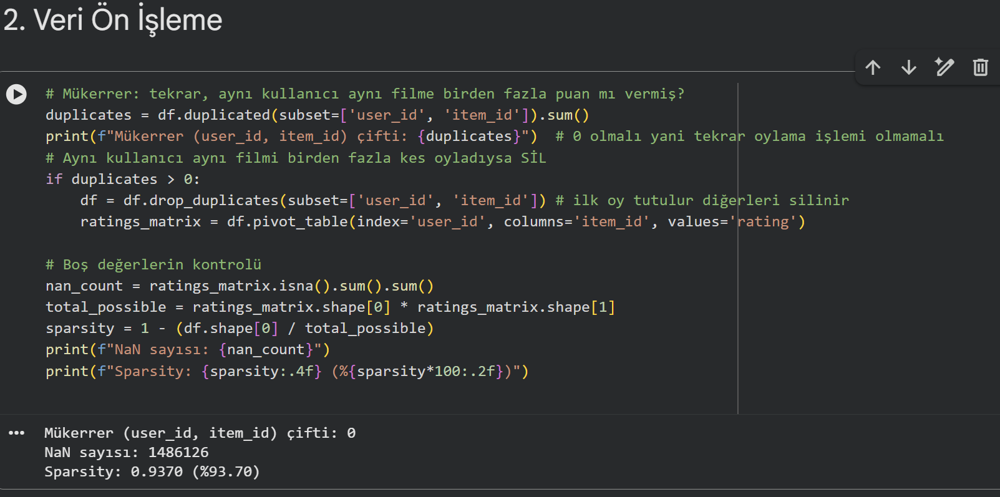 2. Veri Ön İşleme
# Mükerrer: tekrar, aynı kullanıcı aynı filme birden fazla puan mı vermiş?
duplicates = df.duplicated(subset=['user_id', 'item_id']).sum()
print(f"Mükerrer (user_id, item_id) çifti: {duplicates}")  # 0 olmalı yani tekrar oylama işlemi olmamalı
# Aynı kullanıcı aynı filmi birden fazla kes oyladıysa SİL
if duplicates > 0:
    df = df.drop_duplicates(subset=['user_id', 'item_id']) # ilk oy tutulur diğerleri silinir
    ratings_matrix = df.pivot_table(index='user_id', columns='item_id', values='rating')
# Boş değerlerin kontrolü
nan_count = ratings_matrix.isna().sum().sum()
total_possible = ratings_matrix.shape[0] * ratings_matrix.shape[1]
sparsity = 1 - (df.shape[0] / total_possible)
print(f"NaN sayısı: {nan_count}")
print(f"Sparsity: {sparsity:.4f} (%{sparsity*100:.2f})")
Mükerrer (user_id, item_id) çifti: 0
NaN sayısı: 1486126
Sparsity: 0.9370 (%93.70)